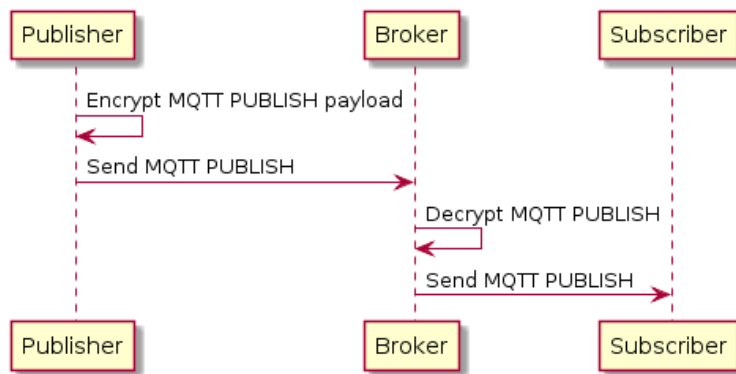 Publisher
Broker
Subscriber
Encrypt MQTT PUBLISH payload
Send MQTT PUBLISH
Decrypt MQTT PUBLISH
Send MQTT PUBLISH
Publisher
Broker
Subscriber